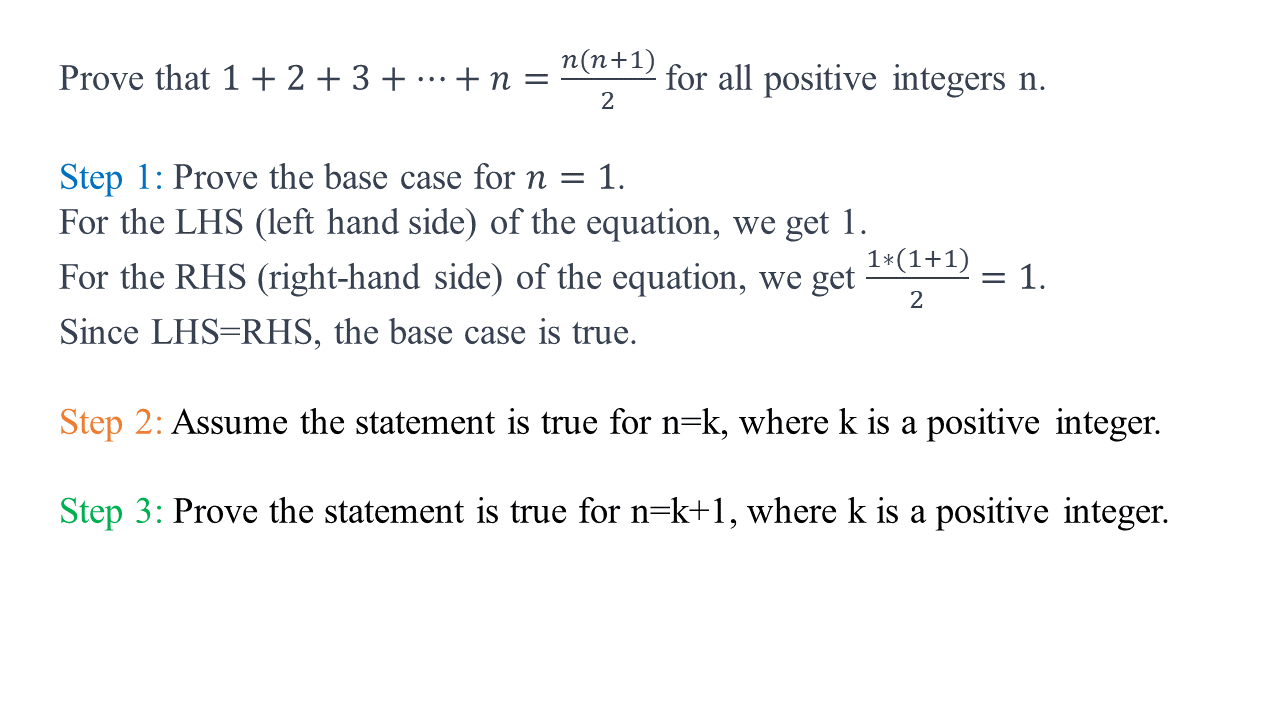 Prove that 1 + 2 + 3 + ⋯ + n = n(n+1)/2 for all positive integers n.
Step 1: Prove the base case for n = 1.
For the LHS (left hand side) of the equation, we get 1.
For the RHS (right-hand side) of the equation, we get 1*(1+1)/2 = 1.
Since LHS=RHS, the base case is true.
Step 2: Assume the statement is true for n=k, where k is a positive integer.
Step 3: Prove the statement is true for n=k+1, where k is a positive integer.